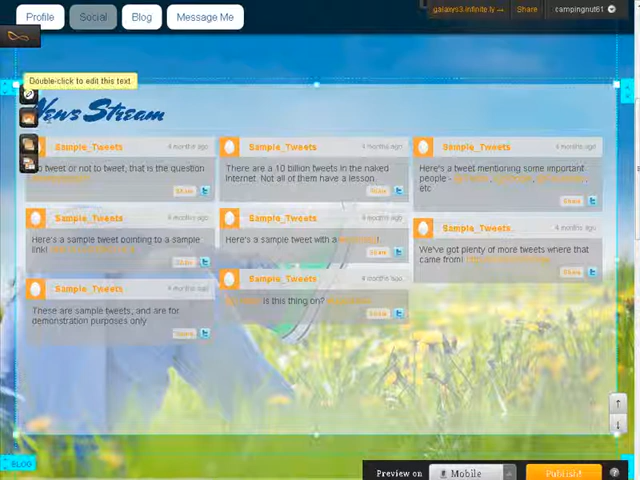 Profile
Social
Blog
Message Me
galaxys3.infinite.ly →
Share
campingnut61
Double-click to edit this text.
News Stream
Sample_Tweets
4 months ago
To tweet or not to tweet, that is the question
Share
Sample_Tweets
4 months ago
There are a 10 billion tweets in the naked
Internet. Not all of them have a lesson
Share
Sample_Tweets
4 months ago
Here's a tweet mentioning some important
people -
etc
Share
Sample_Tweets
4 months ago
Here's a sample tweet pointing to a sample
link!
Share
Sample_Tweets
4 months ago
Here's a sample tweet with a
Share
Sample_Tweets
4 months ago
We've got plenty of more tweets where that
came from!
Share
Sample_Tweets
4 months ago
These are sample tweets, and are for
demonstration purposes only
Share
Sample_Tweets
4 months ago
is this thing on?
Share
BLOG
Preview on
Mobile
Publish!
?